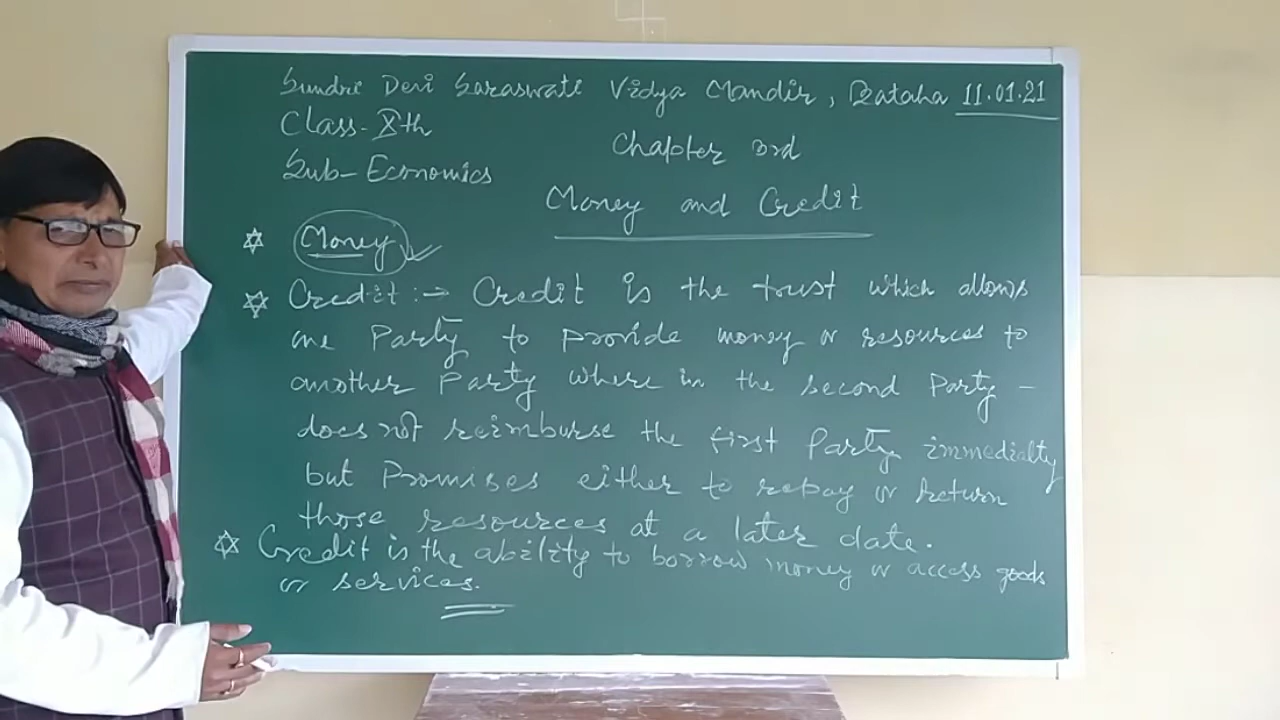 Sundri Devi Saraswati Vidya Mandir, Bataha 11.01.21
Class-Xth
Chapter 3rd
Sub-Economics
Money and Credit
Money
Credit :→ Credit is the trust which allows
one Party to provide money or resources to
another Party where in the second Party -
does not reimburse the first Party immedialty
but Promises either to repay or return
those resources at a later date.
Credit is the ability to borrow money or access goods
or services.